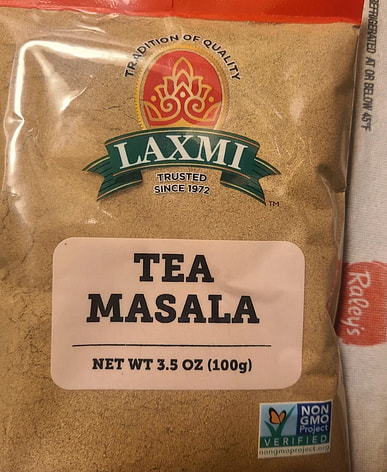 TRADITION OF QUALITY
LAXMI
TRUSTED
SINCE 1972
™
TEA
MASALA
NET WT 3.5 OZ (100g)
NON
GMO
Project
VERIFIED
nongmoproject.org
REFRIGERATED AT OR BELOW 45°F
Raley's